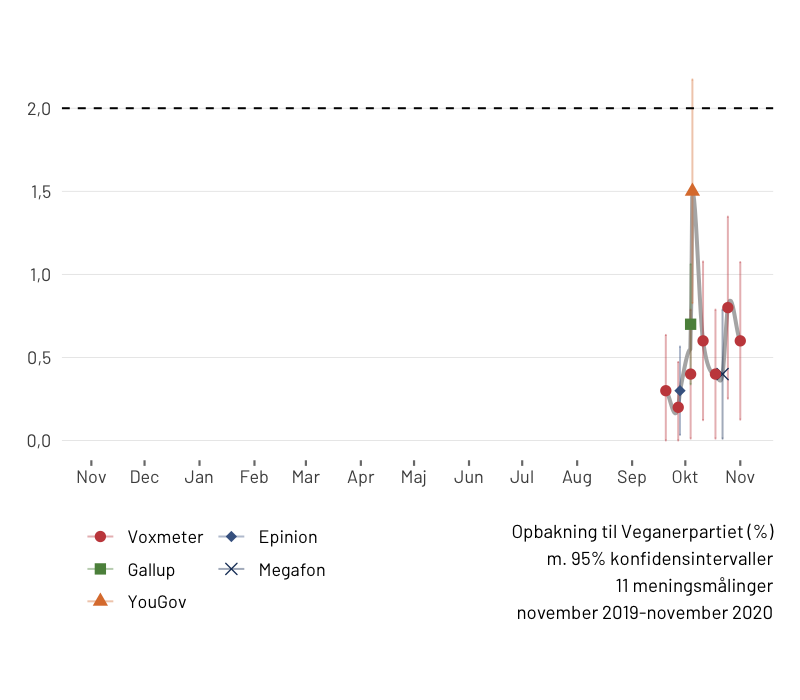 2,0
1,5
1,0
0,5
0,0
Nov Dec Jan Feb Mar Apr Maj Jun Jul Aug Sep Okt Nov
Voxmeter
Epinion
Gallup
Megafon
YouGov
Opbakning til Veganerpartiet (%)
m. 95% konfidensintervaller
11 meningsmålinger
november 2019-november 2020